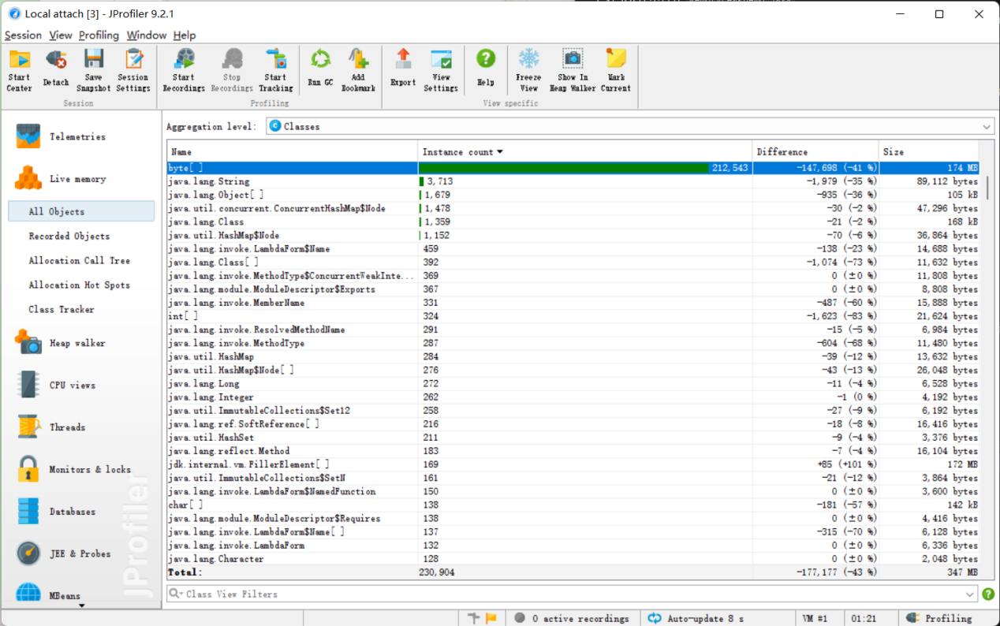 Local attach [3] - JProfiler 9.2.1
Session View Profiling Window Help
Start Center
Detach
Save Snapshot
Session Settings
Start Recordings
Stop Recordings
Start Tracking
Run GC
Add Bookmark
Export
View Settings
Help
Freeze View
Show In Heap Walker
Mark Current
Session
Profiling
View specific
Telemetries
Live memory
All Objects
Recorded Objects
Allocation Call Tree
Allocation Hot Spots
Class Tracker
Heap walker
CPU views
Threads
Monitors & locks
Databases
JEE & Probes
MBeans
JProfiler
Aggregation level: Classes
Name Instance count Difference Size
byte[] 212,543 -147,698 (-41 %) 174 MB
java.lang.String 3,713 -1,979 (-35 %) 89,112 bytes
java.lang.Object[] 1,679 -935 (-36 %) 105 kB
java.util.concurrent.ConcurrentHashMap$Node 1,478 -30 (-2 %) 47,296 bytes
java.lang.Class 1,359 -21 (-2 %) 168 kB
java.util.HashMap$Node 1,152 -70 (-6 %) 36,864 bytes
java.lang.invoke.LambdaForm$Name 459 -138 (-23 %) 14,688 bytes
java.lang.Class[] 392 -1,074 (-73 %) 11,632 bytes
java.lang.invoke.MethodType$ConcurrentWeakInte... 369 0 (±0 %) 11,808 bytes
java.lang.module.ModuleDescriptor$Exports 367 0 (±0 %) 8,808 bytes
java.lang.invoke.MemberName 331 -487 (-60 %) 15,888 bytes
int[] 324 -1,623 (-83 %) 21,624 bytes
java.lang.invoke.ResolvedMethodName 291 -15 (-5 %) 6,984 bytes
java.lang.invoke.MethodType 287 -604 (-68 %) 11,480 bytes
java.util.HashMap 284 -39 (-12 %) 13,632 bytes
java.util.HashMap$Node[] 276 -43 (-13 %) 26,048 bytes
java.lang.Long 272 -11 (-4 %) 6,528 bytes
java.lang.Integer 262 -1 (0 %) 4,192 bytes
java.util.ImmutableCollections$Set12 258 -27 (-9 %) 6,192 bytes
java.lang.ref.SoftReference[] 216 -18 (-8 %) 16,416 bytes
java.util.HashSet 211 -9 (-4 %) 3,376 bytes
java.lang.reflect.Method 183 -7 (-4 %) 16,104 bytes
jdk.internal.vm.FillerElement[] 169 +85 (+101 %) 172 MB
java.util.ImmutableCollections$SetN 161 -21 (-12 %) 3,864 bytes
java.lang.invoke.LambdaForm$NamedFunction 150 0 (±0 %) 3,600 bytes
char[] 138 -181 (-57 %) 142 kB
java.lang.module.ModuleDescriptor$Requires 138 0 (±0 %) 4,416 bytes
java.lang.invoke.LambdaForm$Name[] 137 -315 (-70 %) 6,128 bytes
java.lang.invoke.LambdaForm 132 0 (±0 %) 6,336 bytes
java.lang.Character 128 0 (±0 %) 2,048 bytes
Total: 230,904 -177,177 (-43 %) 347 MB
Class View Filters
0 active recordings Auto-update 8 s VM #1 01:21 Profiling